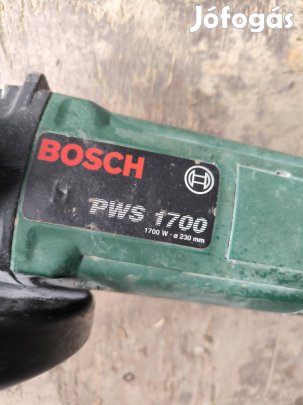 Jófogás
BOSCH
PWS 1700
1700 W - ø 230 mm